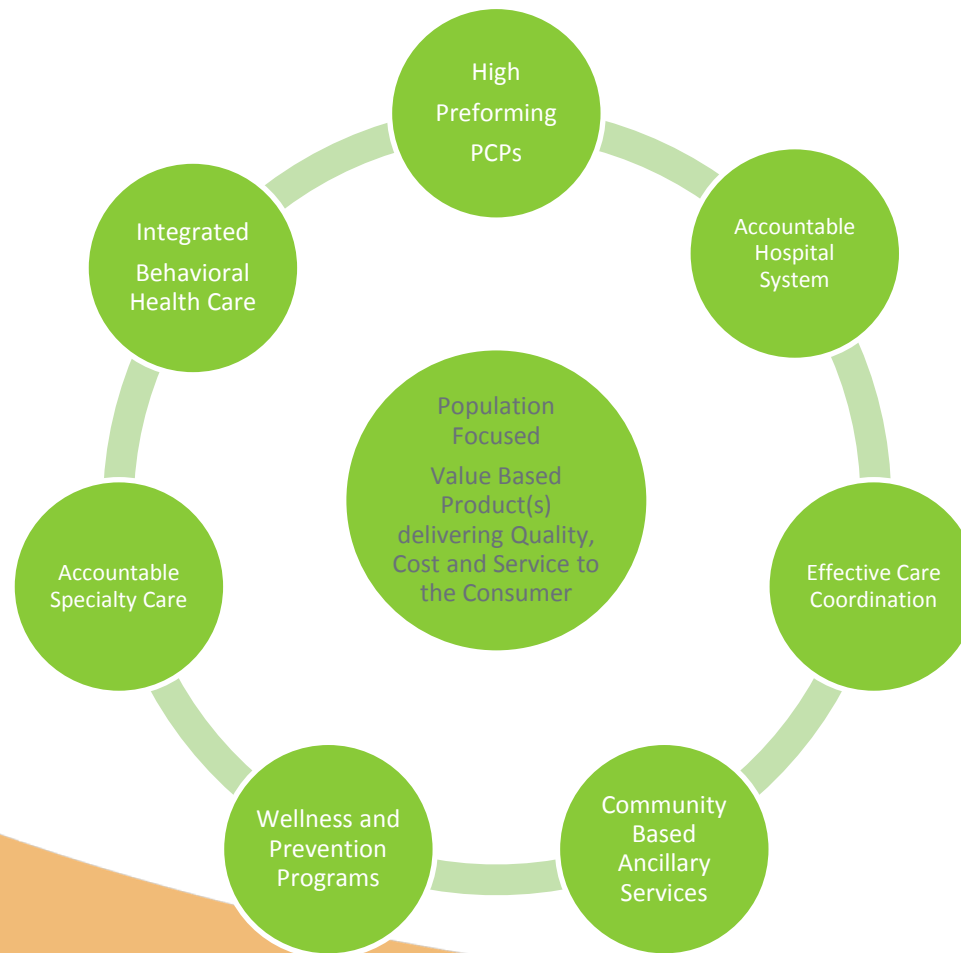 High
Preforming
PCPs
Accountable
Hospital
System
Effective Care
Coordination
Community
Based
Ancillary
Services
Wellness and
Prevention
Programs
Accountable
Specialty Care
Integrated
Behavioral
Health Care
Population
Focused
Value Based
Product(s)
delivering Quality,
Cost and Service to
the Consumer